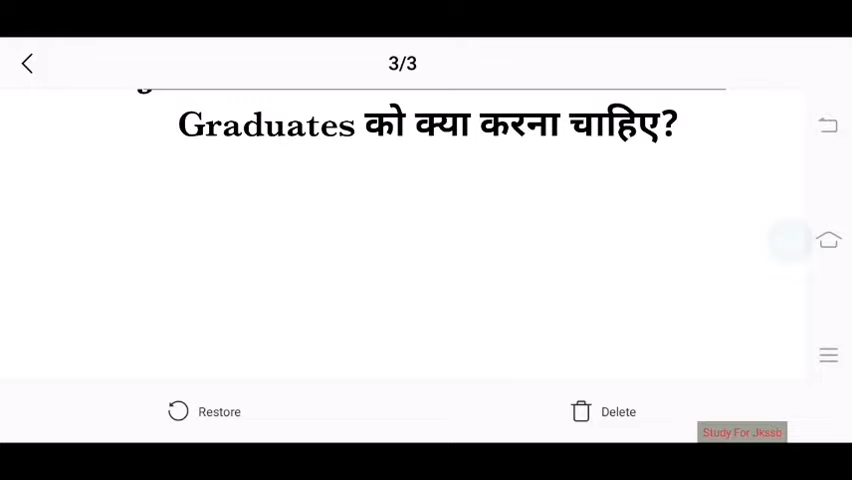 3/3
Graduates को क्या करना चाहिए?
Restore
Delete
Study For Jkssb